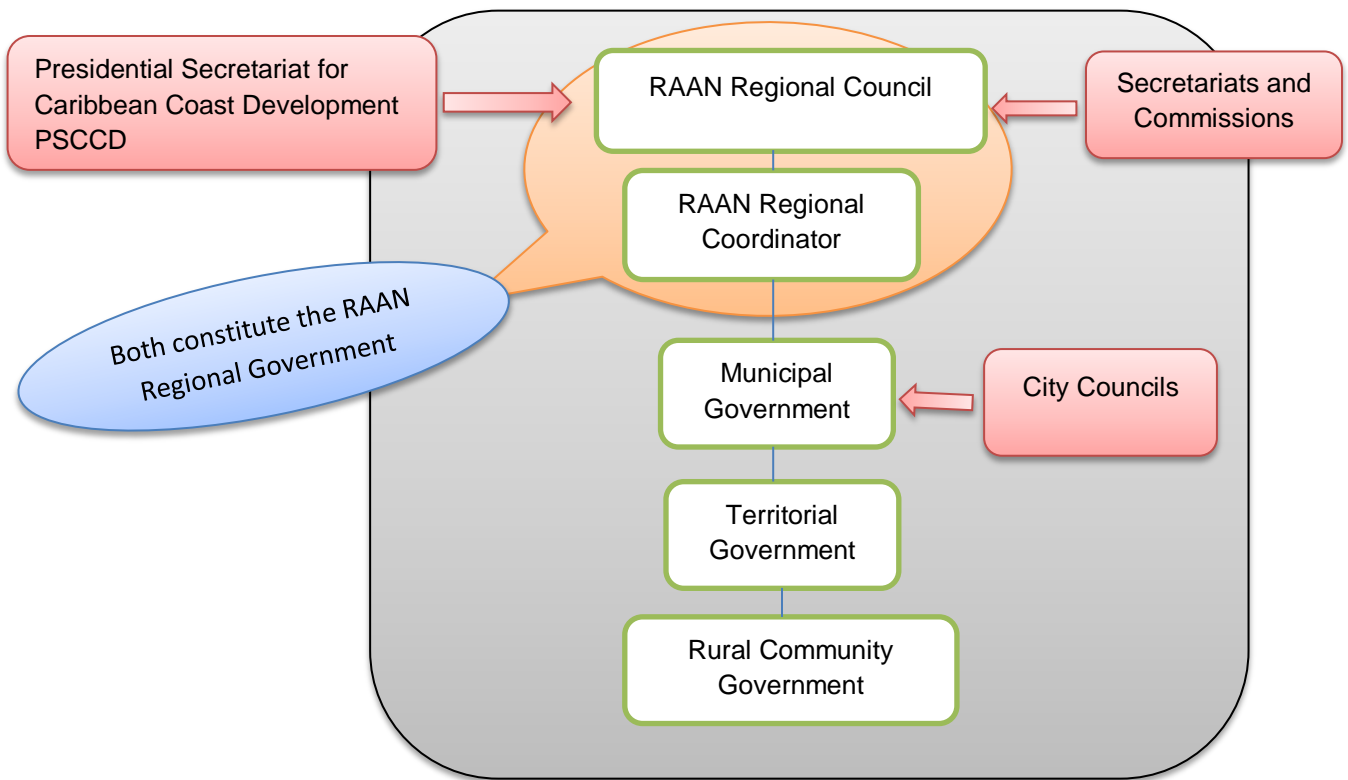 Presidential Secretariat for
Caribbean Coast Development
PSCCD
RAAN Regional Council
Secretariats and
Commissions
RAAN Regional
Coordinator
Both constitute the RAAN
Regional Government
Municipal
Government
City Councils
Territorial
Government
Rural Community
Government